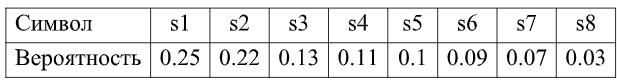 Символ s1 s2 s3 s4 s5 s6 s7 s8
Вероятность 0.25 0.22 0.13 0.11 0.1 0.09 0.07 0.03